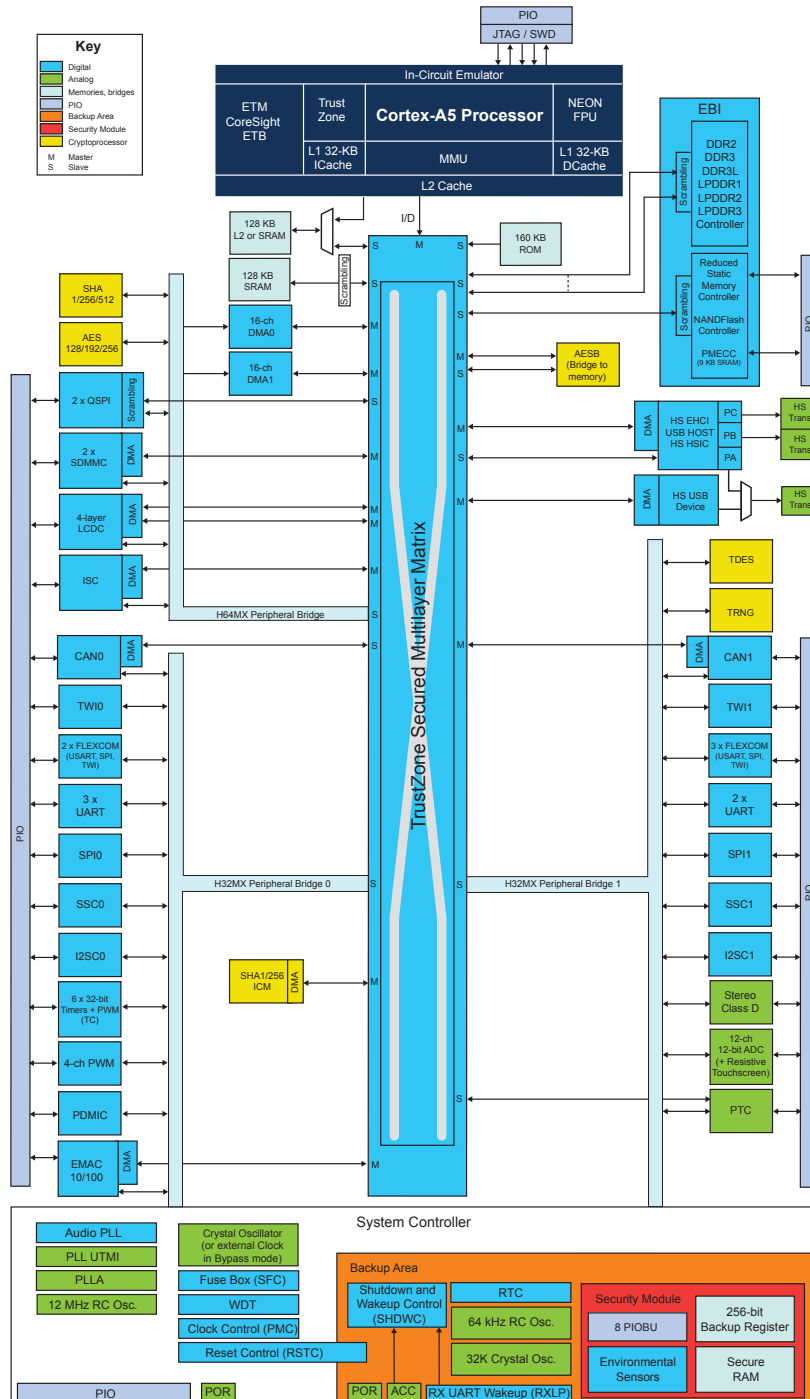 PIO
JTAG / SWD
Key
Digital
Analog
Memories, bridges
PIO
Backup Area
Security Module
Cryptoprocessor
M Master
S Slave
In-Circuit Emulator
ETM
CoreSight
ETB
Trust
Zone
Cortex-A5 Processor
NEON
FPU
L1 32-KB
ICache
MMU
L1 32-KB
DCache
L2 Cache
I/D
EBI
Scrambling
DDR2
DDR3
DDR3L
LPDDR1
LPDDR2
LPDDR3
Controller
Scrambling
Reduced
Static
Memory
Controller
NANDFlash
Controller
PMECC
(9 KB SRAM)
PIO
128 KB
L2 or SRAM
128 KB
SRAM
Scrambling
160 KB
ROM
S
M
S
S
S
S
S
SHA
1/256/512
AES
128/192/256
16-ch
DMA0
M
16-ch
DMA1
M
M
S
AESB
(Bridge to
memory)
PIO
2 x QSPI
Scrambling
S
2 x
SDMMC
DMA
M
4-layer
LCDC
DMA
M
M
ISC
DMA
M
H64MX Peripheral Bridge
S
M
DMA
HS EHCI
USB HOST
HS HSIC
PC
PB
PA
S
HS
Trans
HS
Trans
M
DMA
HS USB
Device
HS
Trans
TrustZone Secured Multilayer Matrix
TDES
TRNG
CAN0
DMA
S
M
DMA
CAN1
TWI0
TWI1
2 x FLEXCOM
(USART, SPI,
TWI)
3 x FLEXCOM
(USART, SPI,
TWI)
3 x
UART
2 x
UART
PIO
SPI0
SPI1
H32MX Peripheral Bridge 0
S
S
H32MX Peripheral Bridge 1
PIO
SSC0
SSC1
I2SC0
I2SC1
SHA1/256
ICM
DMA
M
6 x 32-bit
Timers + PWM
(TC)
Stereo
Class D
4-ch PWM
12-ch
12-bit ADC
(+ Resistive
Touchscreen)
PDMIC
S
PTC
EMAC
10/100
DMA
M
System Controller
Audio PLL
PLL UTMI
PLLA
12 MHz RC Osc.
Crystal Oscillator
(or external Clock
in Bypass mode)
Fuse Box (SFC)
WDT
Clock Control (PMC)
Reset Control (RSTC)
Backup Area
Shutdown and
Wakeup Control
(SHDWC)
RTC
64 kHz RC Osc.
32K Crystal Osc.
Security Module
8 PIOBU
256-bit
Backup Register
Environmental
Sensors
Secure
RAM
PIO
POR
POR
ACC
RX UART Wakeup (RXLP)